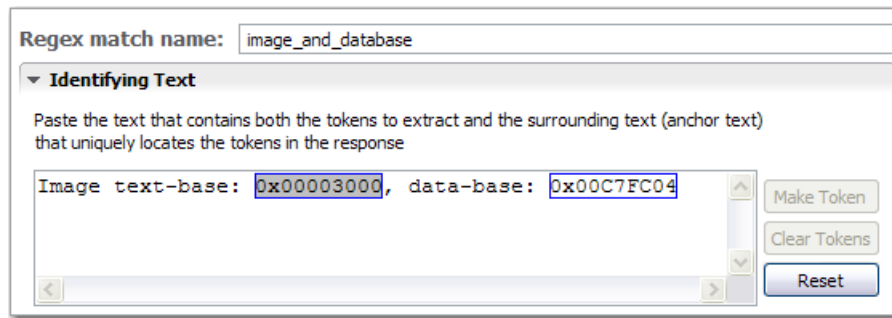 Regex match name: image_and_database
Identifying Text
Paste the text that contains both the tokens to extract and the surrounding text (anchor text)
that uniquely locates the tokens in the response
Image text-base: 0x00003000, data-base: 0x00C7FC04
Make Token
Clear Tokens
Reset